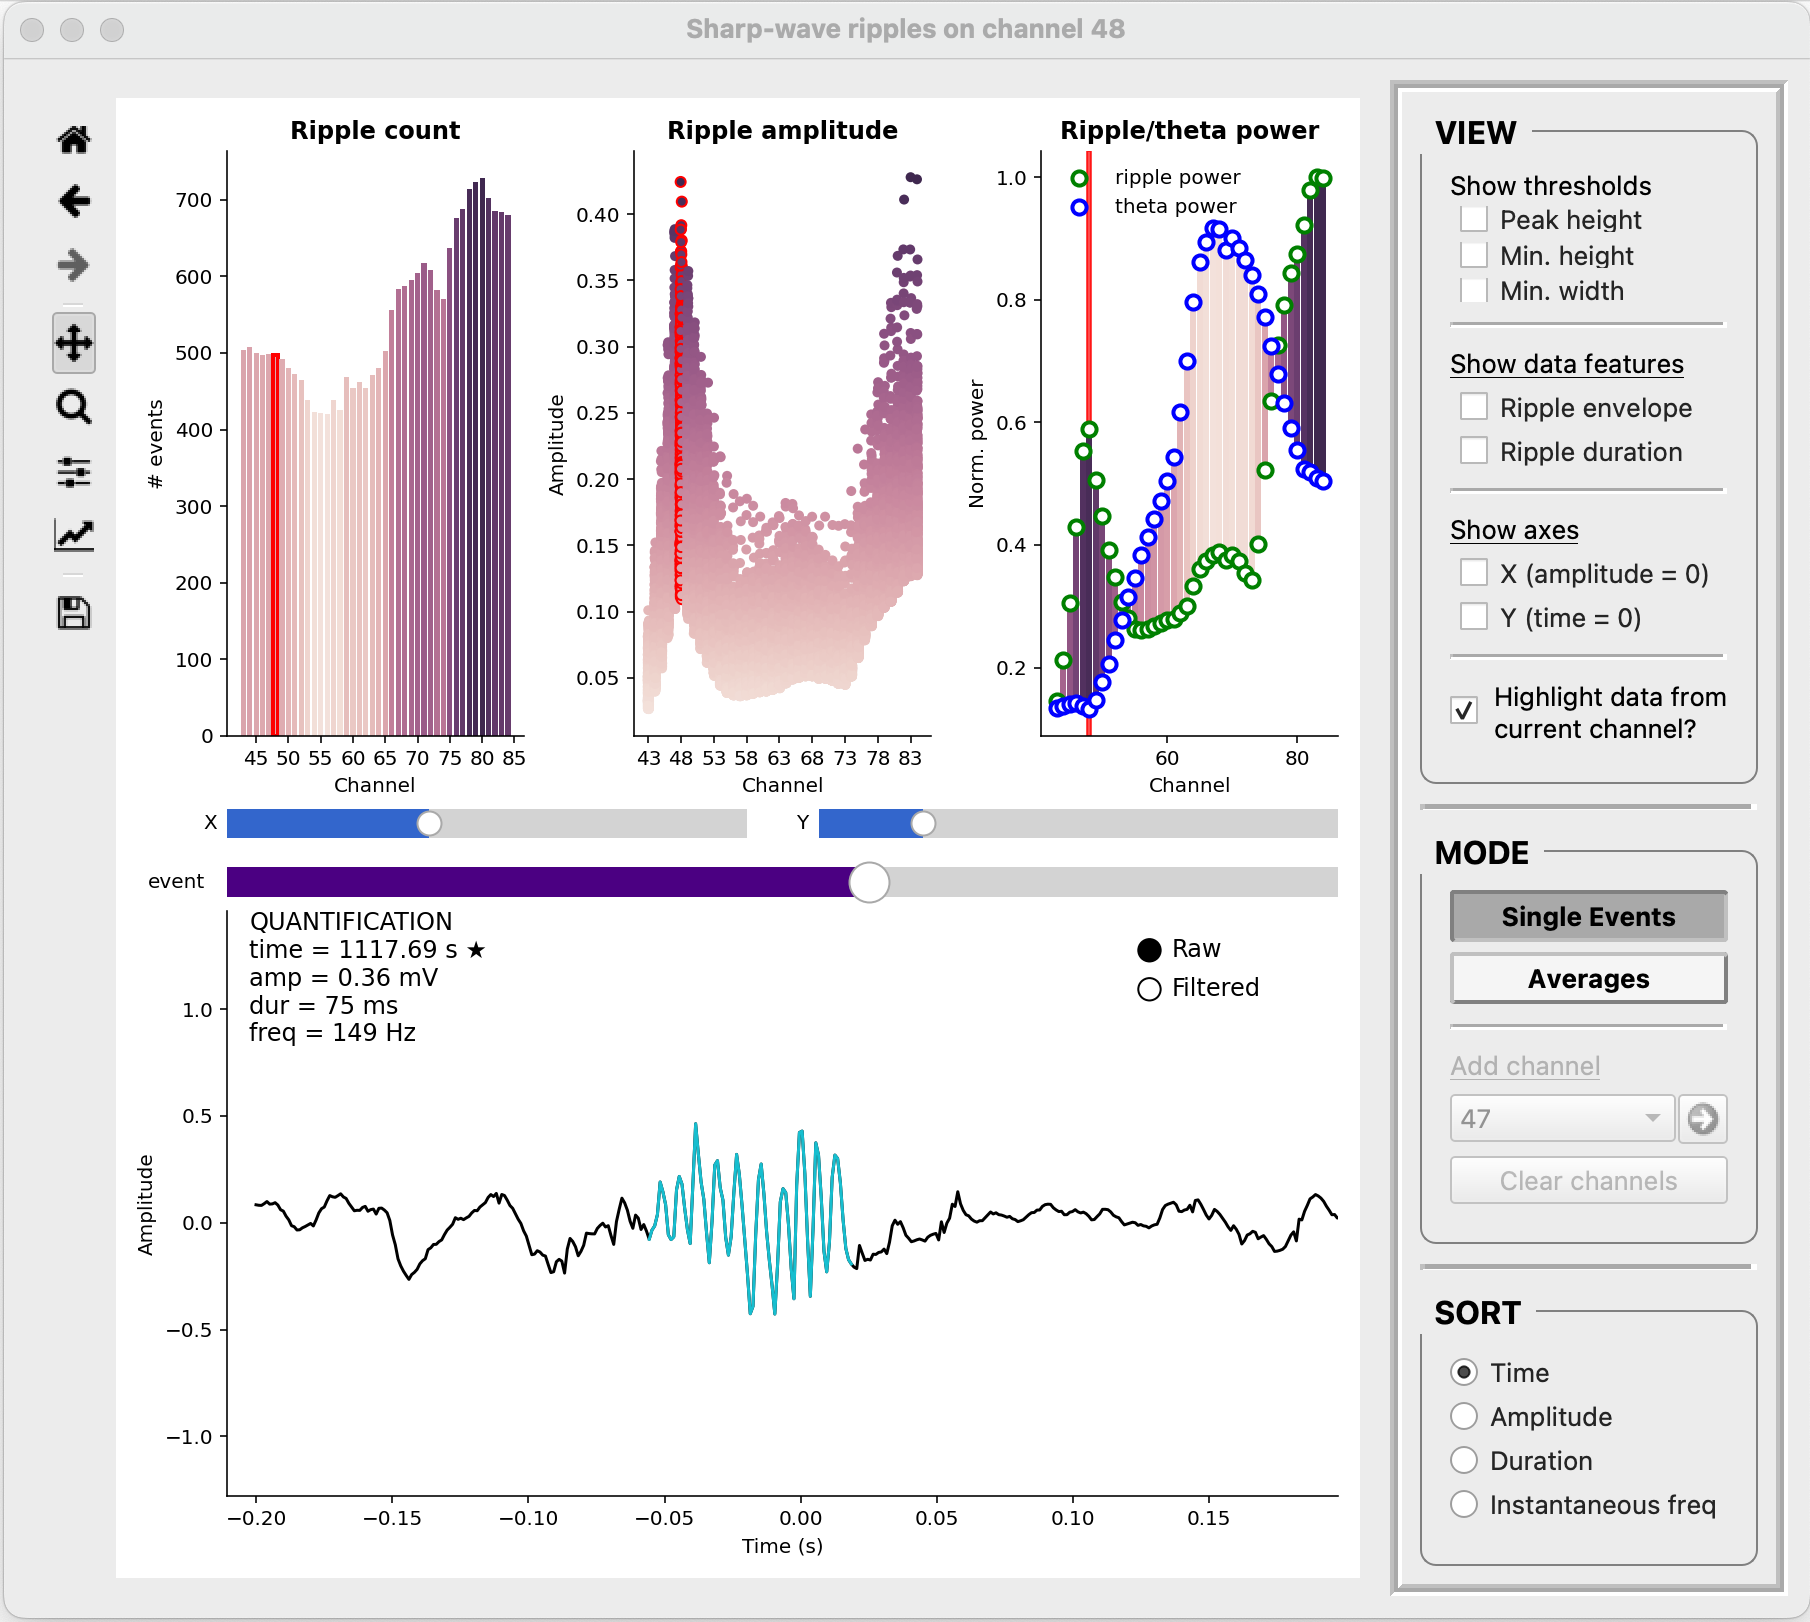 Sharp-wave ripples on channel 48
Ripple count
Ripple amplitude
Ripple/theta power
700
600
500
400
300
200
100
0
# events
45 50 55 60 65 70 75 80 85
Channel
0.40
0.35
0.30
0.25
0.20
0.15
0.10
0.05
Amplitude
43 48 53 58 63 68 73 78 83
Channel
ripple power
theta power
1.0
0.8
0.6
0.4
0.2
Norm. power
60 80
Channel
X
Y
event
QUANTIFICATION
time = 1117.69 s ★
amp = 0.36 mV
dur = 75 ms
freq = 149 Hz
Raw
Filtered
1.0
0.5
0.0
−0.5
−1.0
Amplitude
−0.20 −0.15 −0.10 −0.05 0.00 0.05 0.10 0.15
Time (s)
VIEW
Show thresholds
Peak height
Min. height
Min. width
Show data features
Ripple envelope
Ripple duration
Show axes
X (amplitude = 0)
Y (time = 0)
Highlight data from
current channel?
MODE
Single Events
Averages
Add channel
47
Clear channels
SORT
Time
Amplitude
Duration
Instantaneous freq